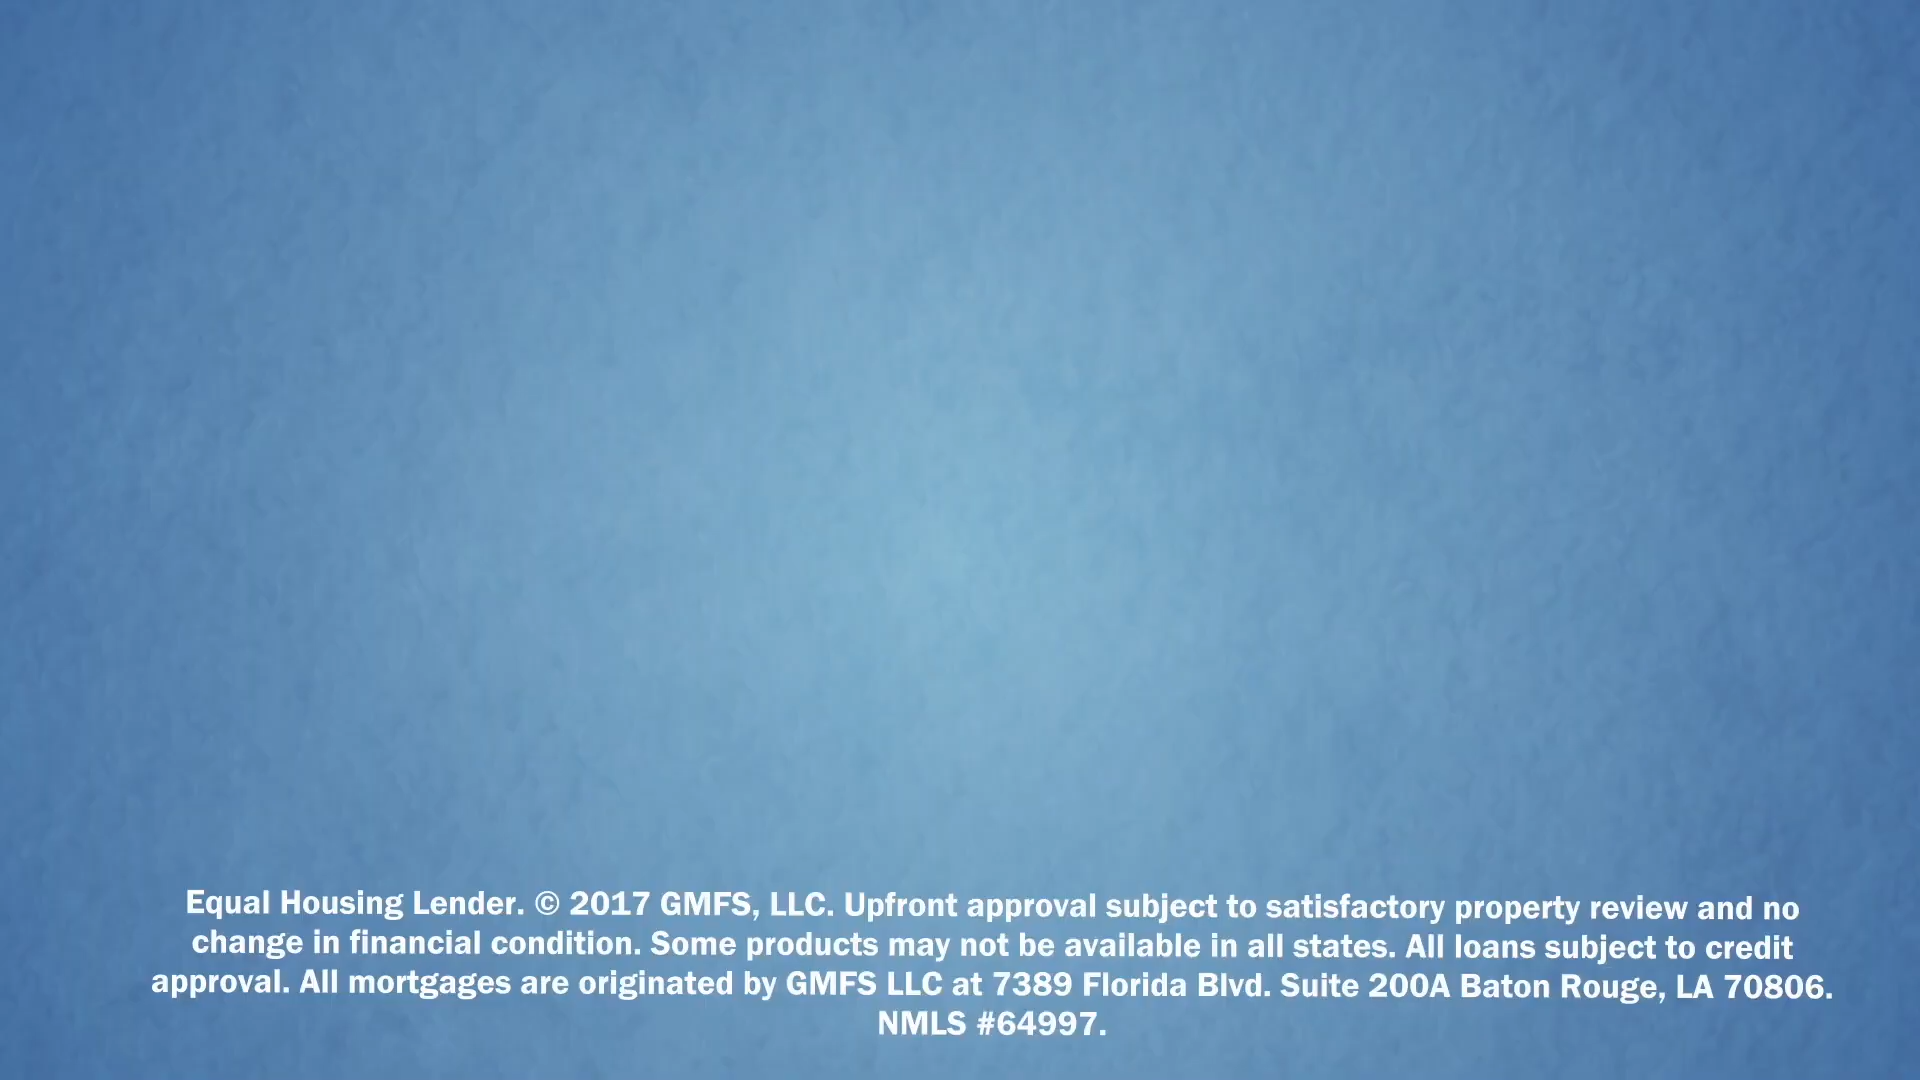 Equal Housing Lender. © 2017 GMFS, LLC. Upfront approval subject to satisfactory property review and no
change in financial condition. Some products may not be available in all states. All loans subject to credit
approval. All mortgages are originated by GMFS LLC at 7389 Florida Blvd. Suite 200A Baton Rouge, LA 70806.
NMLS #64997.